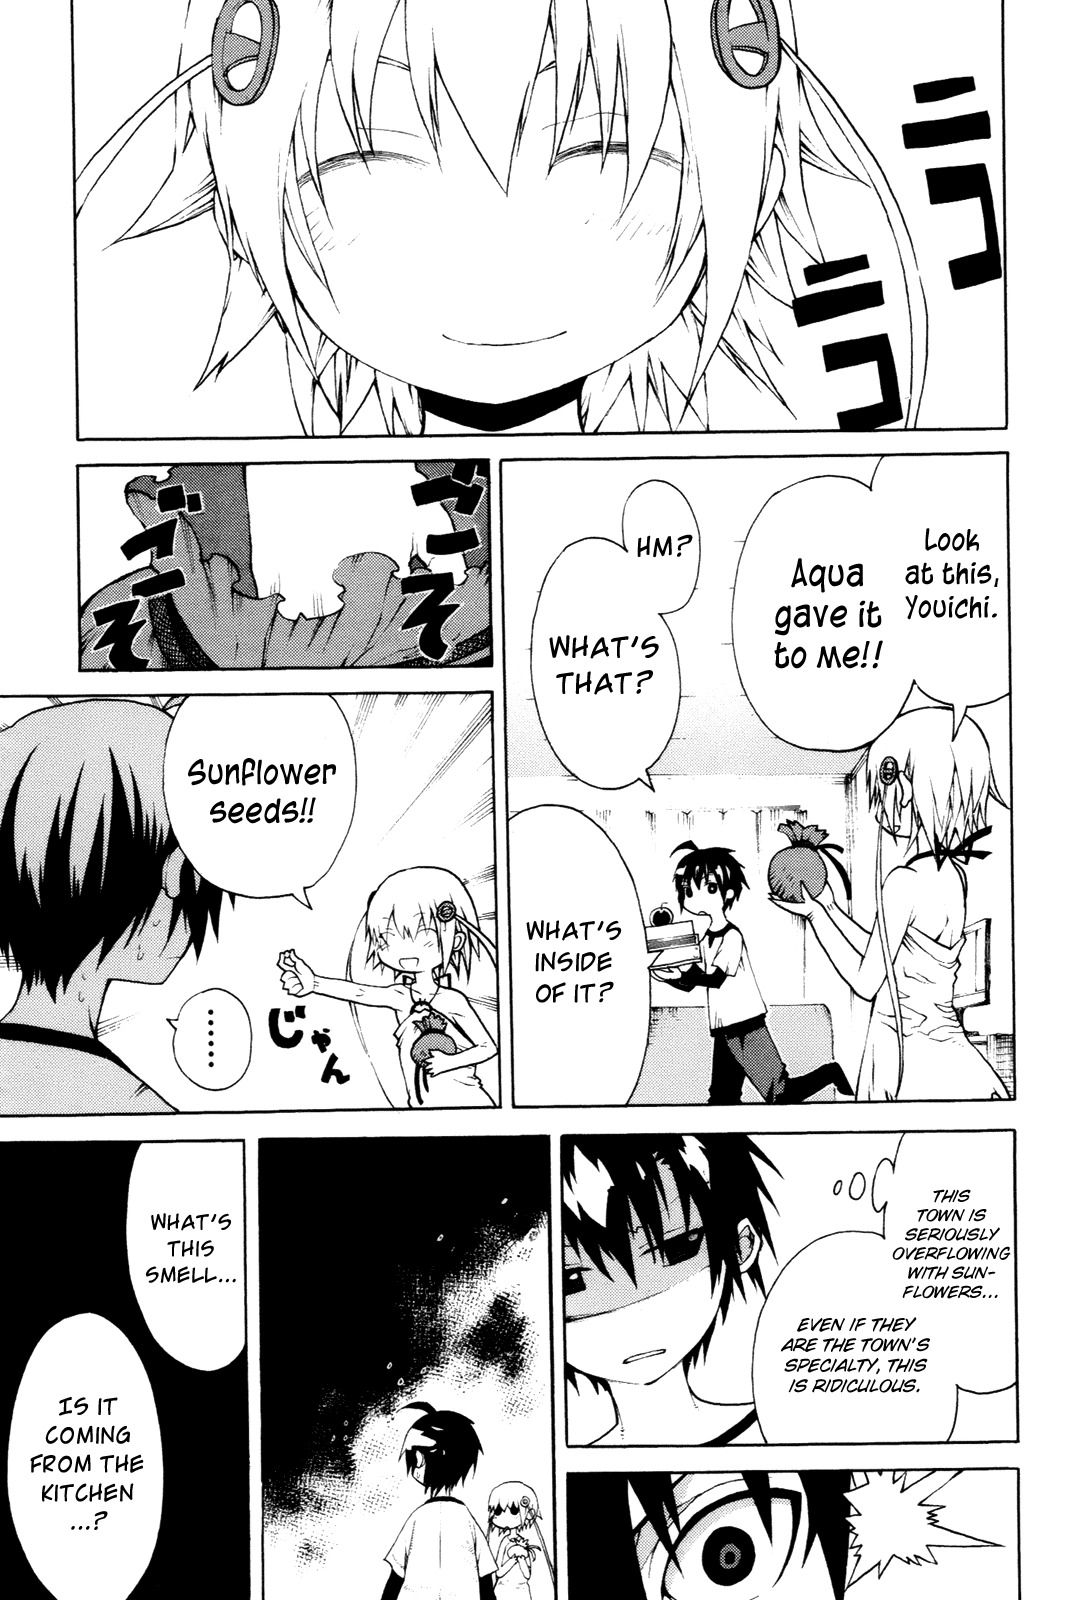 ニコ
ニコ
Look
at this,
Youichi.
Aqua
gave it
to me!!
HM?
WHAT'S
THAT?
WHAT'S
INSIDE
OF IT?
ごそ
ごそ
Sunflower
seeds!!
じゃん
......
THIS
TOWN IS
SERIOUSLY
OVERFLOWING
WITH SUN-
FLOWERS...
EVEN IF THEY
ARE THE TOWN'S
SPECIALTY, THIS
IS RIDICULOUS.
WHAT'S
THIS
SMELL...
IS IT
COMING
FROM THE
KITCHEN
...?